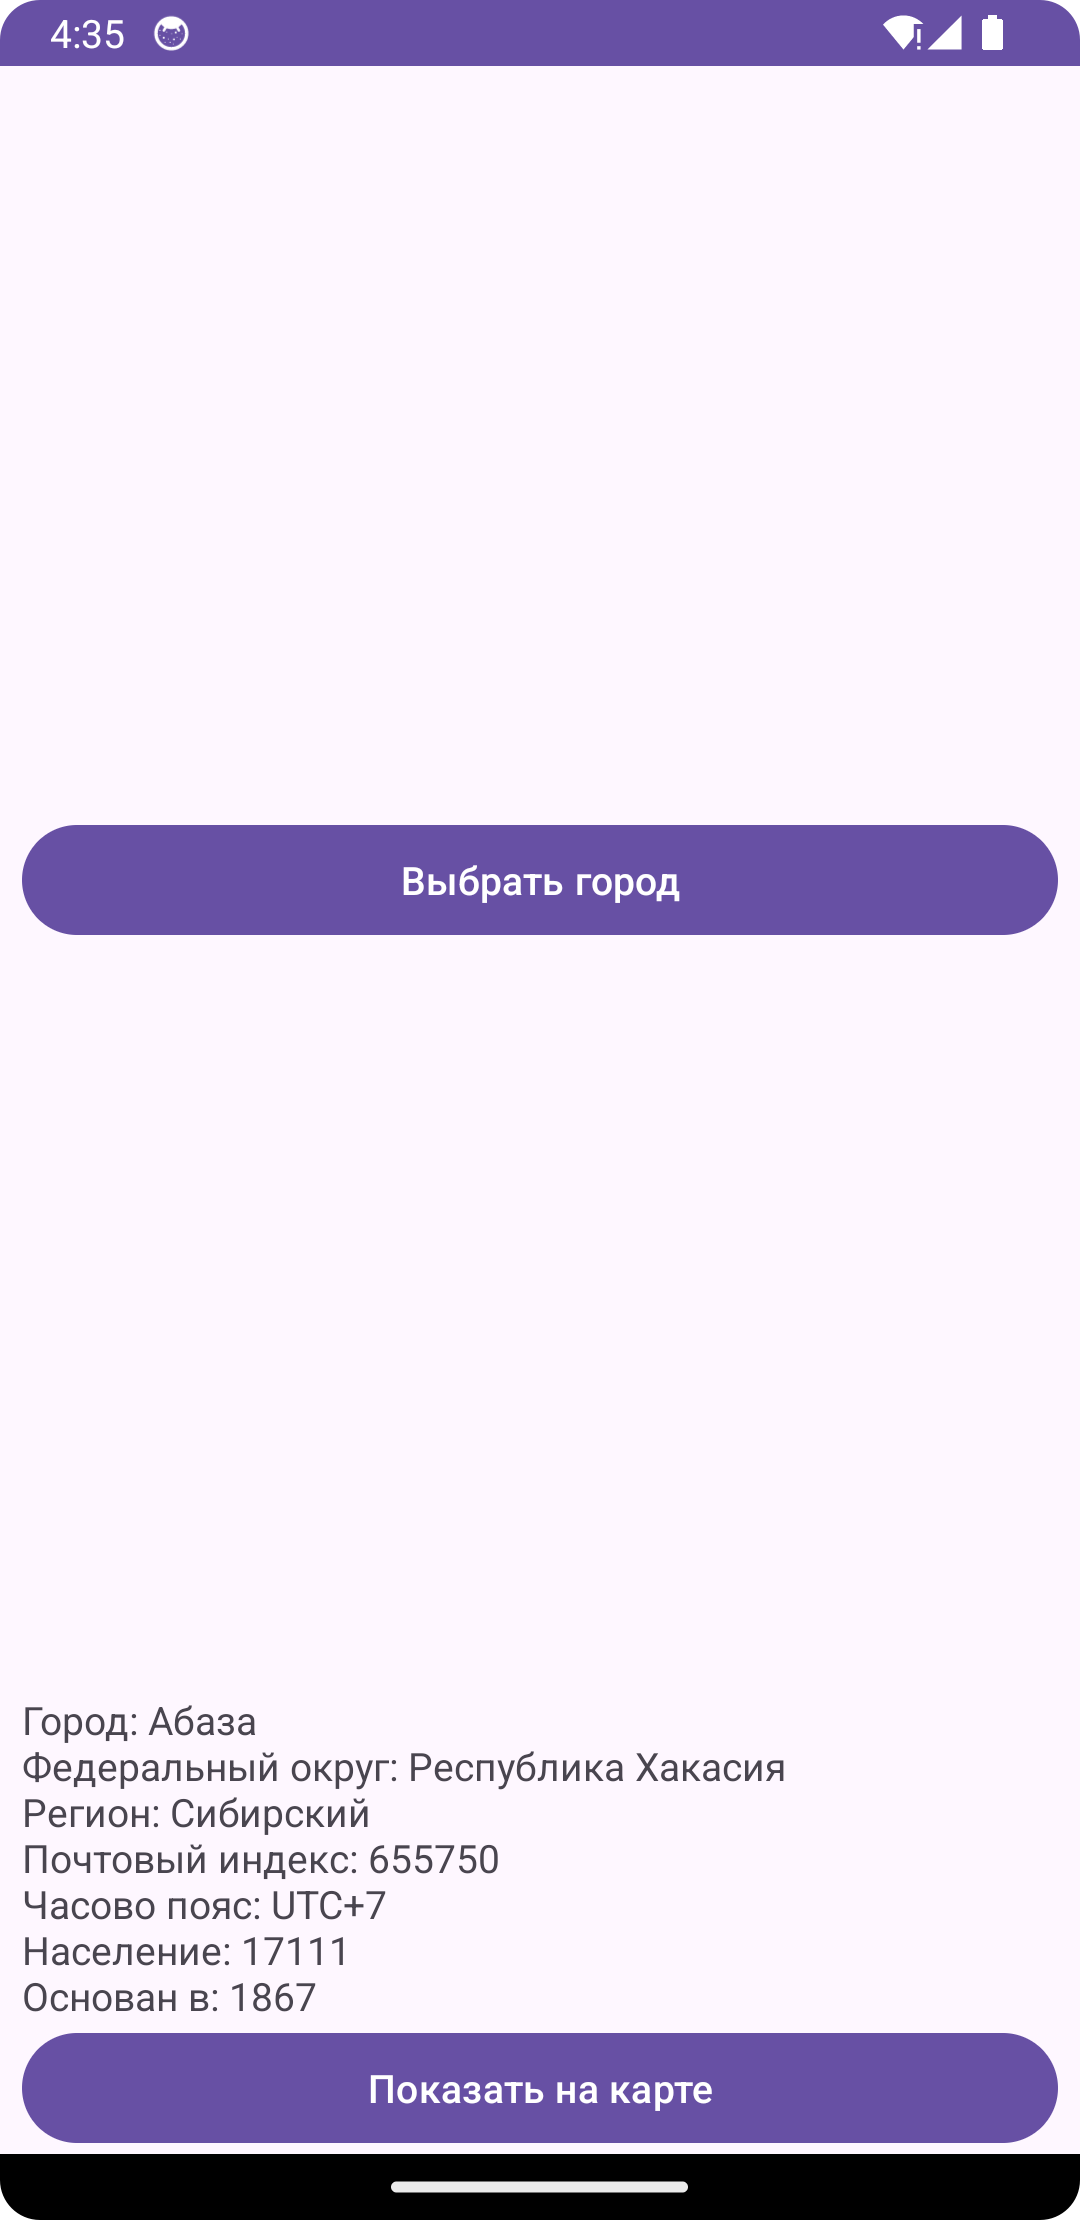 4:35
Выбрать город
Город: Абаза
Федеральный округ: Республика Хакасия
Регион: Сибирский
Почтовый индекс: 655750
Часово пояс: UTC+7
Население: 17111
Основан в: 1867
Показать на карте